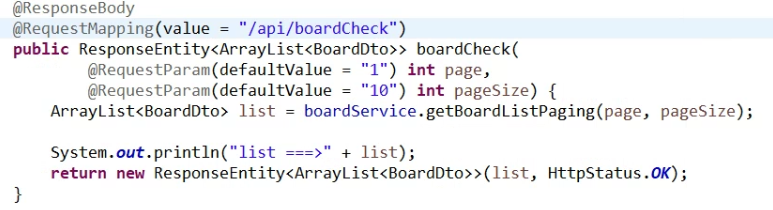 @ResponseBody
@RequestMapping(value = "/api/boardCheck")
public ResponseEntity<ArrayList<BoardDto>> boardCheck(
        @RequestParam(defaultValue = "1") int page,
        @RequestParam(defaultValue = "10") int pageSize) {
    ArrayList<BoardDto> list = boardService.getBoardListPaging(page, pageSize);

    System.out.println("list ===>" + list);
    return new ResponseEntity<ArrayList<BoardDto>>(list, HttpStatus.OK);
}